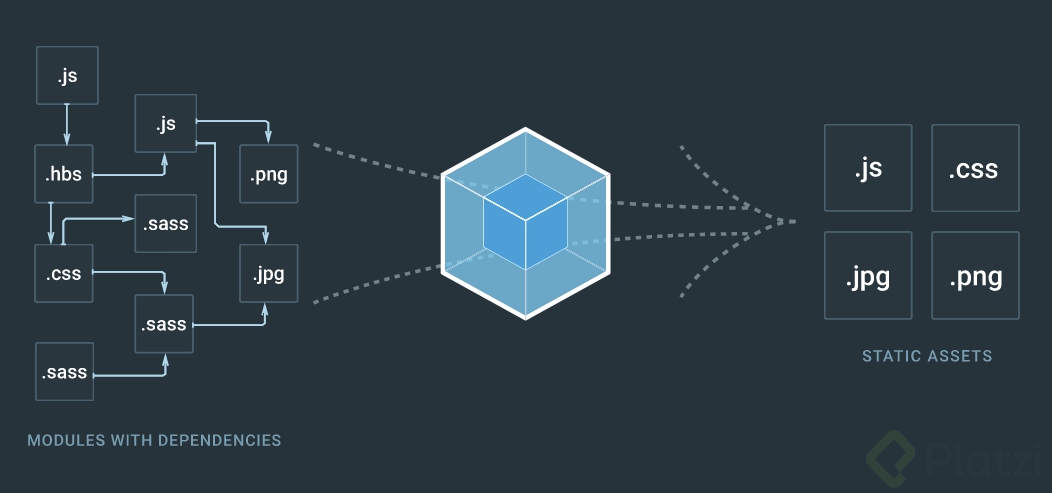 .js
.js
.hbs
.png
.sass
.css
.jpg
.sass
.sass
MODULES WITH DEPENDENCIES
.js
.css
.jpg
.png
STATIC ASSETS
Platzi